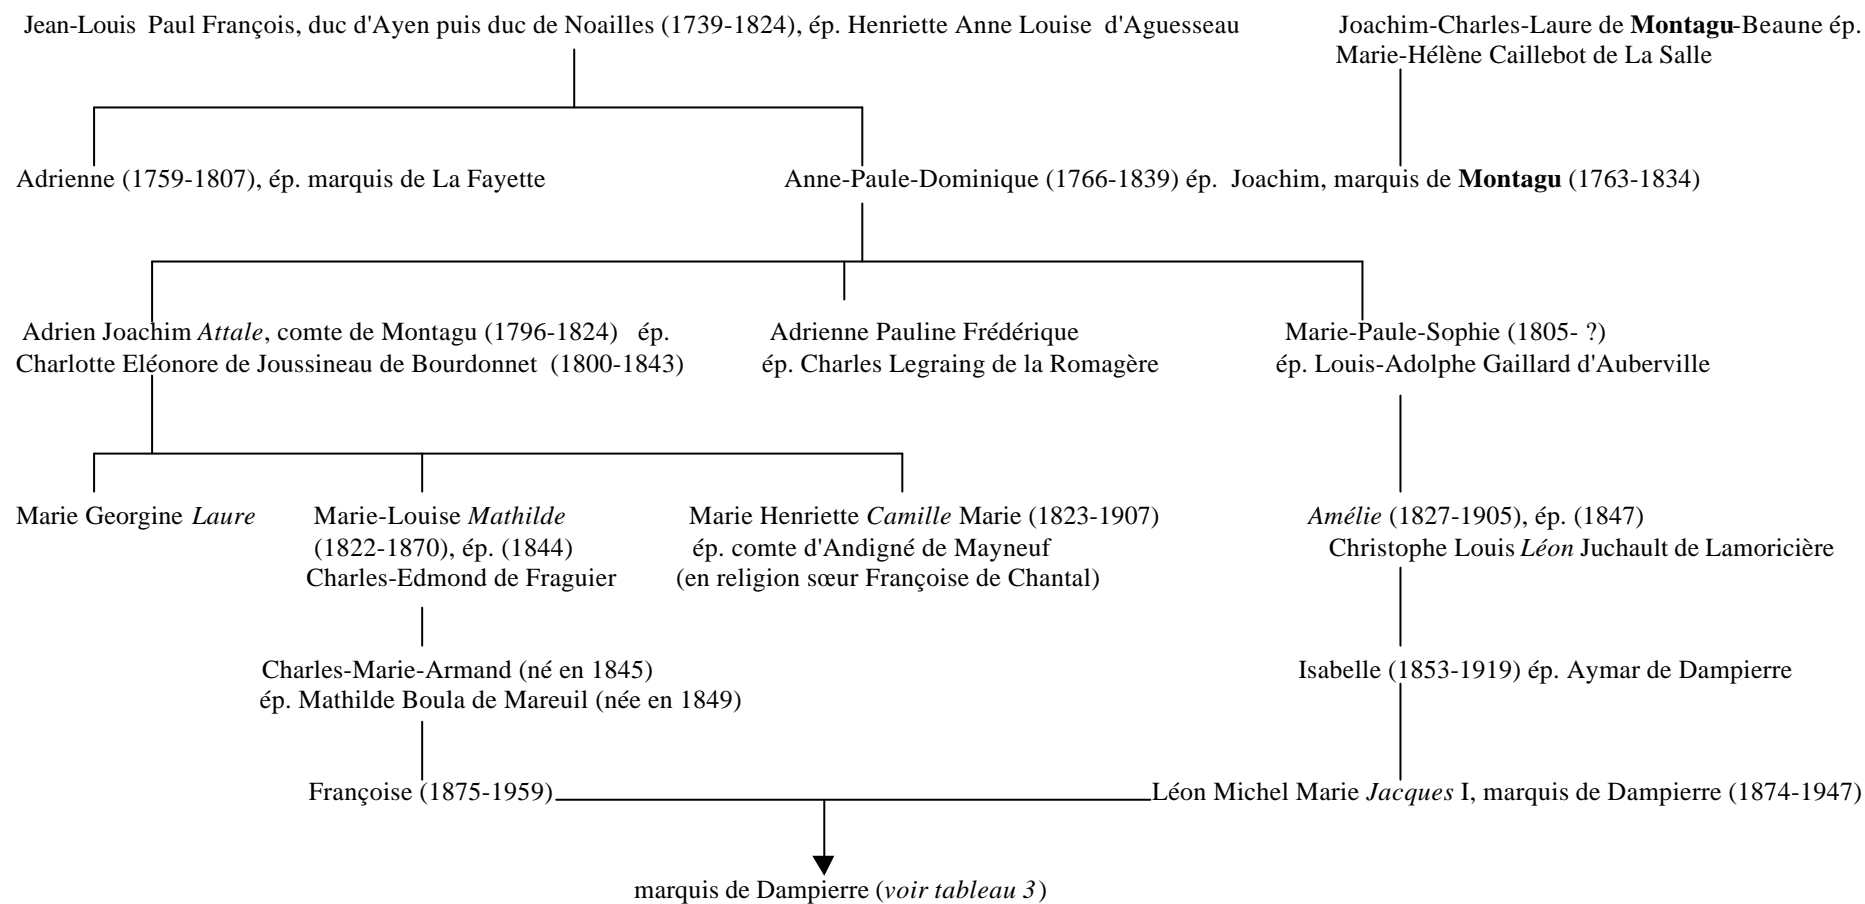 Jean-Louis Paul François, duc d'Ayen puis duc de Noailles (1739-1824), ép. Henriette Anne Louise d'Aguesseau
Joachim-Charles-Laure de Montagu-Beaune ép.
Marie-Hélène Caillebot de La Salle
Adrienne (1759-1807), ép. marquis de La Fayette
Anne-Paule-Dominique (1766-1839) ép. Joachim, marquis de Montagu (1763-1834)
Adrien Joachim Attale, comte de Montagu (1796-1824) ép.
Charlotte Eléonore de Joussineau de Bourdonnet (1800-1843)
Adrienne Pauline Frédérique
ép. Charles Legraing de la Romagère
Marie-Paule-Sophie (1805- ?)
ép. Louis-Adolphe Gaillard d'Auberville
Marie Georgine Laure
Marie-Louise Mathilde
(1822-1870), ép. (1844)
Charles-Edmond de Fraguier
Marie Henriette Camille Marie (1823-1907)
ép. comte d'Andigné de Mayneuf
(en religion sœur Françoise de Chantal)
Amélie (1827-1905), ép. (1847)
Christophe Louis Léon Juchault de Lamoricière
Charles-Marie-Armand (né en 1845)
ép. Mathilde Boula de Mareuil (née en 1849)
Isabelle (1853-1919) ép. Aymar de Dampierre
Françoise (1875-1959)
Léon Michel Marie Jacques I, marquis de Dampierre (1874-1947)
marquis de Dampierre (voir tableau 3)